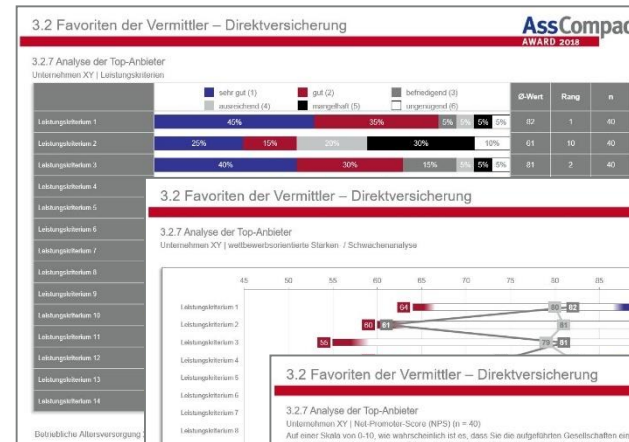 3.2 Favoriten der Vermittler – Direktversicherung
AssCompac
AWARD 2018
3.2.7 Analyse der Top-Anbieter
Unternehmen XY | Leistungskriterien
sehr gut (1) gut (2) befriedigend (3)
ausreichend (4) mangelhaft (5) ungenügend (6)
Ø-Wert Rang n
Leistungskriterium 1 45% 35% 5% 5% 5% 5% 82 1 40
Leistungskriterium 2 25% 15% 20% 30% 10% 61 10 40
Leistungskriterium 3 40% 30% 15% 5% 5% 5% 81 2 40
Leistungskriterium 4
Leistungskriterium 5
Leistungskriterium 6
Leistungskriterium 7
Leistungskriterium 8
Leistungskriterium 9
Leistungskriterium 10
Leistungskriterium 11
Leistungskriterium 12
Leistungskriterium 13
Leistungskriterium 14
Betriebliche Altersversorgung
3.2 Favoriten der Vermittler – Direktversicherung
3.2.7 Analyse der Top-Anbieter
Unternehmen XY | wettbewerbsorientierte Stärken- / Schwächenanalyse
45 50 55 60 65 70 75 80 85
Leistungskriterium 1 64 80 82
Leistungskriterium 2 60 61 81
Leistungskriterium 3 55 79 81
Leistungskriterium 4
Leistungskriterium 5
Leistungskriterium 6
Leistungskriterium 7
Leistungskriterium 8
3.2 Favoriten der Vermittler – Direktversicherung
3.2.7 Analyse der Top-Anbieter
Unternehmen XY | Net-Promoter-Score (NPS) (n = 40)
Auf einer Skala von 0-10, wie wahrscheinlich ist es, dass Sie die aufgeführten Gesellschaften ein